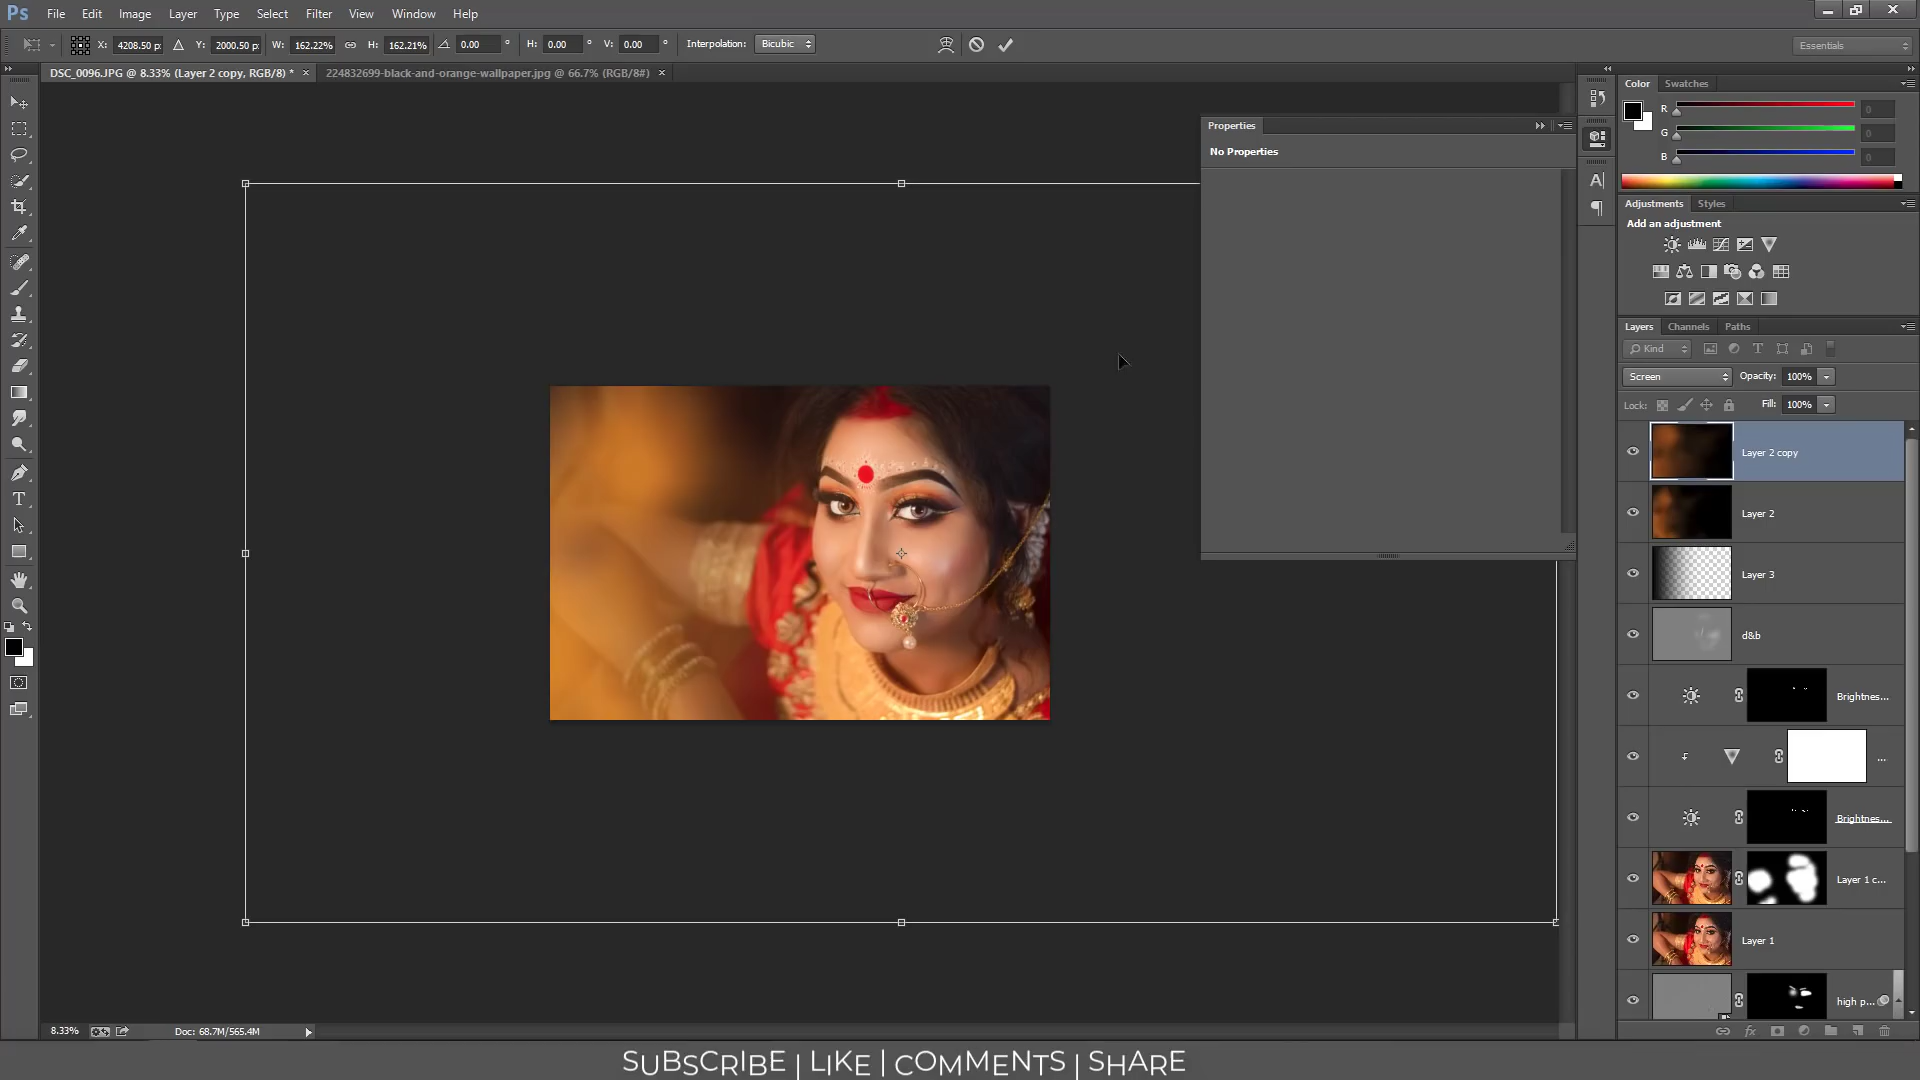 Ps File Edit Image Layer Type Select Filter Analysis View Window Help
X: 4208.50 p: Y: 2000.50 p: W: 162.22% H: 162.21% 0.00 ° H: 0.00 ° V: 0.00 ° Interpolation: Bicubic Essentials
DSC_0096.JPG @ 8.33% (Layer 2 copy, RGB/8) * × 224832699-black-and-orange-wallpaper.jpg @ 66.7% (RGB/8#) ×
Properties
No Properties
Color Swatches
R 0
G 0
B 0
Adjustments Styles
Add an adjustment
Layers Channels Paths
Kind
Screen Opacity: 100%
Lock: Fill: 100%
Layer 2 copy
Layer 2
Layer 3
d&b
Brightnes...
...
Brightnes...
Layer 1 c...
Layer 1
high p...
8.33% Doc: 68.7M/565.4M
SUBSCRIBE | LIKE | COMMENTS | SHARE